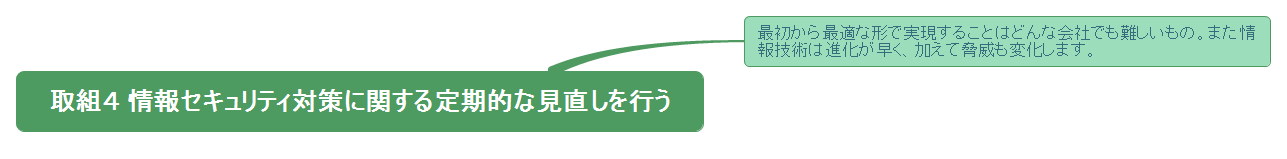 最初から最適な形で実現することはどんな会社でも難しいもの。また情
報技術は進化が早く、加えて脅威も変化します。
取組４ 情報セキュリティ対策に関する定期的な見直しを行う